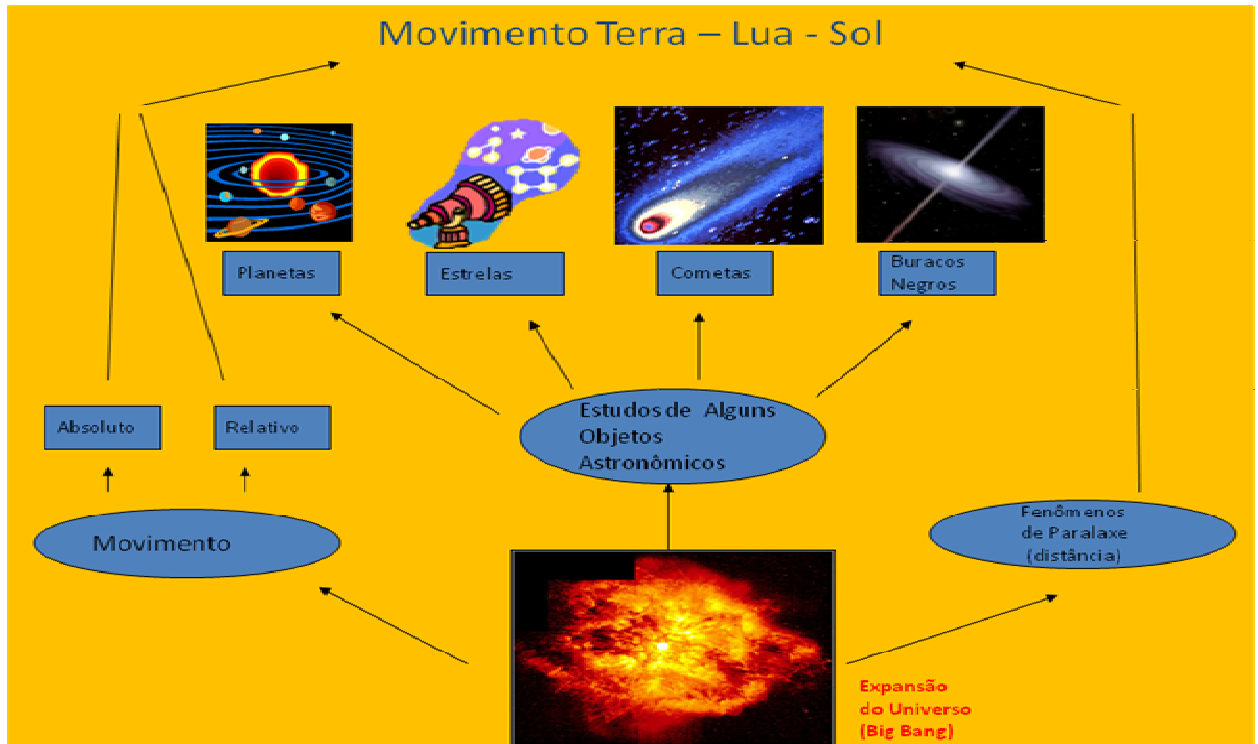 Movimento Terra – Lua - Sol
Planetas
Estrelas
Cometas
Buracos
Negros
Absoluto
Relativo
Estudos de Alguns
Objetos
Astronômicos
Movimento
Fenômenos
de Paralaxe
(distância)
Expansão
do Universo
(Big Bang)